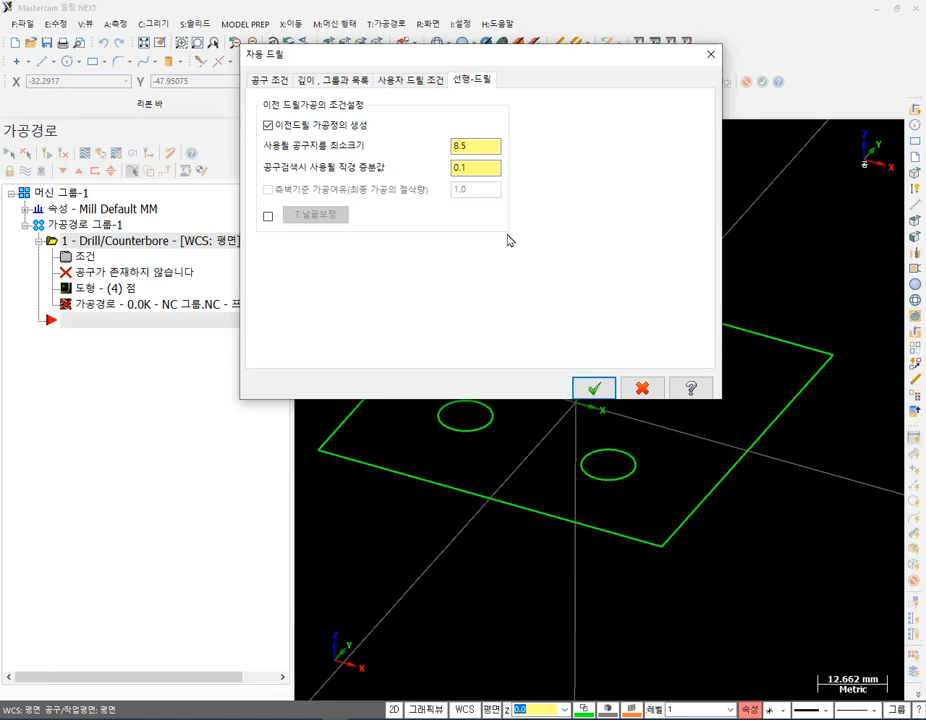 Mastercam 밀링 NEXT
F:파일 E:수정 V:뷰 A:측정 C:그리기 S:솔리드 MODEL PREP X:이동 M:머신 형태 T:가공경로 R:화면 I:설정 H:도움말
X -32.2917 Y -47.95075
리본 바
가공경로
G1
머신 그룹-1
속성 - Mill Default MM
가공경로 그룹-1
1 - Drill/Counterbore - [WCS: 평면]
조건
공구가 존재하지 않습니다
도형 - (4) 점
가공경로 - 0.0K - NC 그룹.NC - 프
자동 드릴
공구 조건 깊이 , 그룹과 목록 사용자 드릴 조건 선행-드릴
이전 드릴가공의 조건설정
이전드릴 가공정의 생성
사용될 공구지름 최소크기 8.5
공구검색시 사용될 직경 증분값 0.1
측벽기준 가공여유(최종 가공의 절삭량) 1.0
T:날끝보정
Z
Y
X
X
Z
Y
X
12.662 mm
Metric
WCS: 평면 공구/작업평면: 평면
2D 그래픽뷰 WCS 평면 Z 0.0 레벨 1 속성 그룹 ?